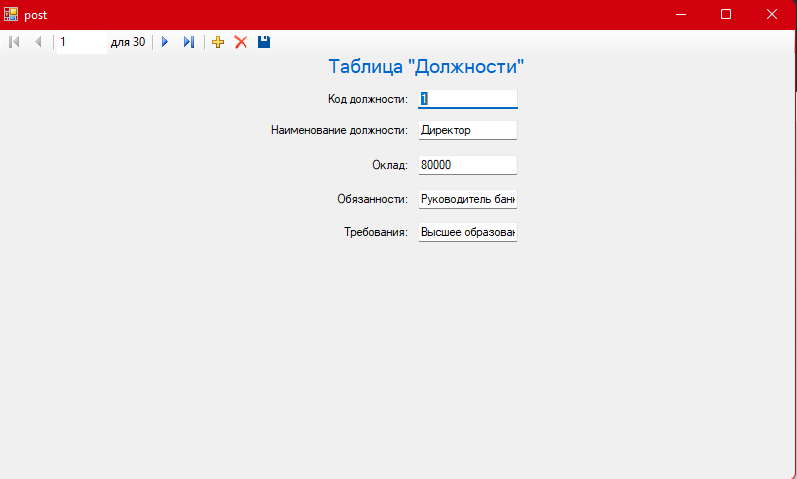 post
1 для 30
Таблица "Должности"
Код должности: 1
Наименование должности: Директор
Оклад: 80000
Обязанности: Руководитель бан
Требования: Высшее образован